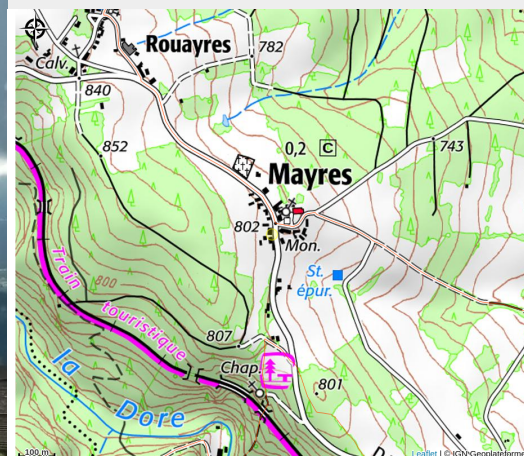 Rouayres
782
Calv.
840
852
0,2 C
743
Mayres
802
Mon.
St.
épur.
Train
800
touristique
807
Chap.
801
la
Dore
100 m
Leaflet | © IGN-Geoplateforme